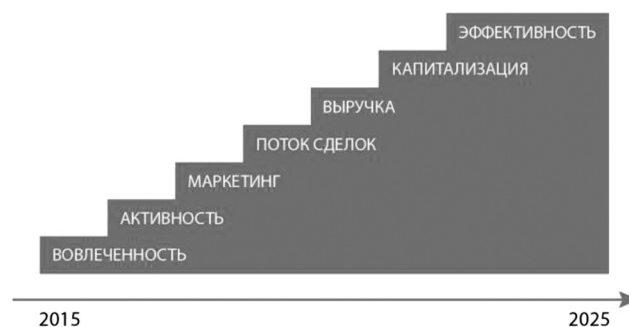 ЭФФЕКТИВНОСТЬ
КАПИТАЛИЗАЦИЯ
ВЫРУЧКА
ПОТОК СДЕЛОК
МАРКЕТИНГ
АКТИВНОСТЬ
ВОВЛЕЧЕННОСТЬ
2015 2025